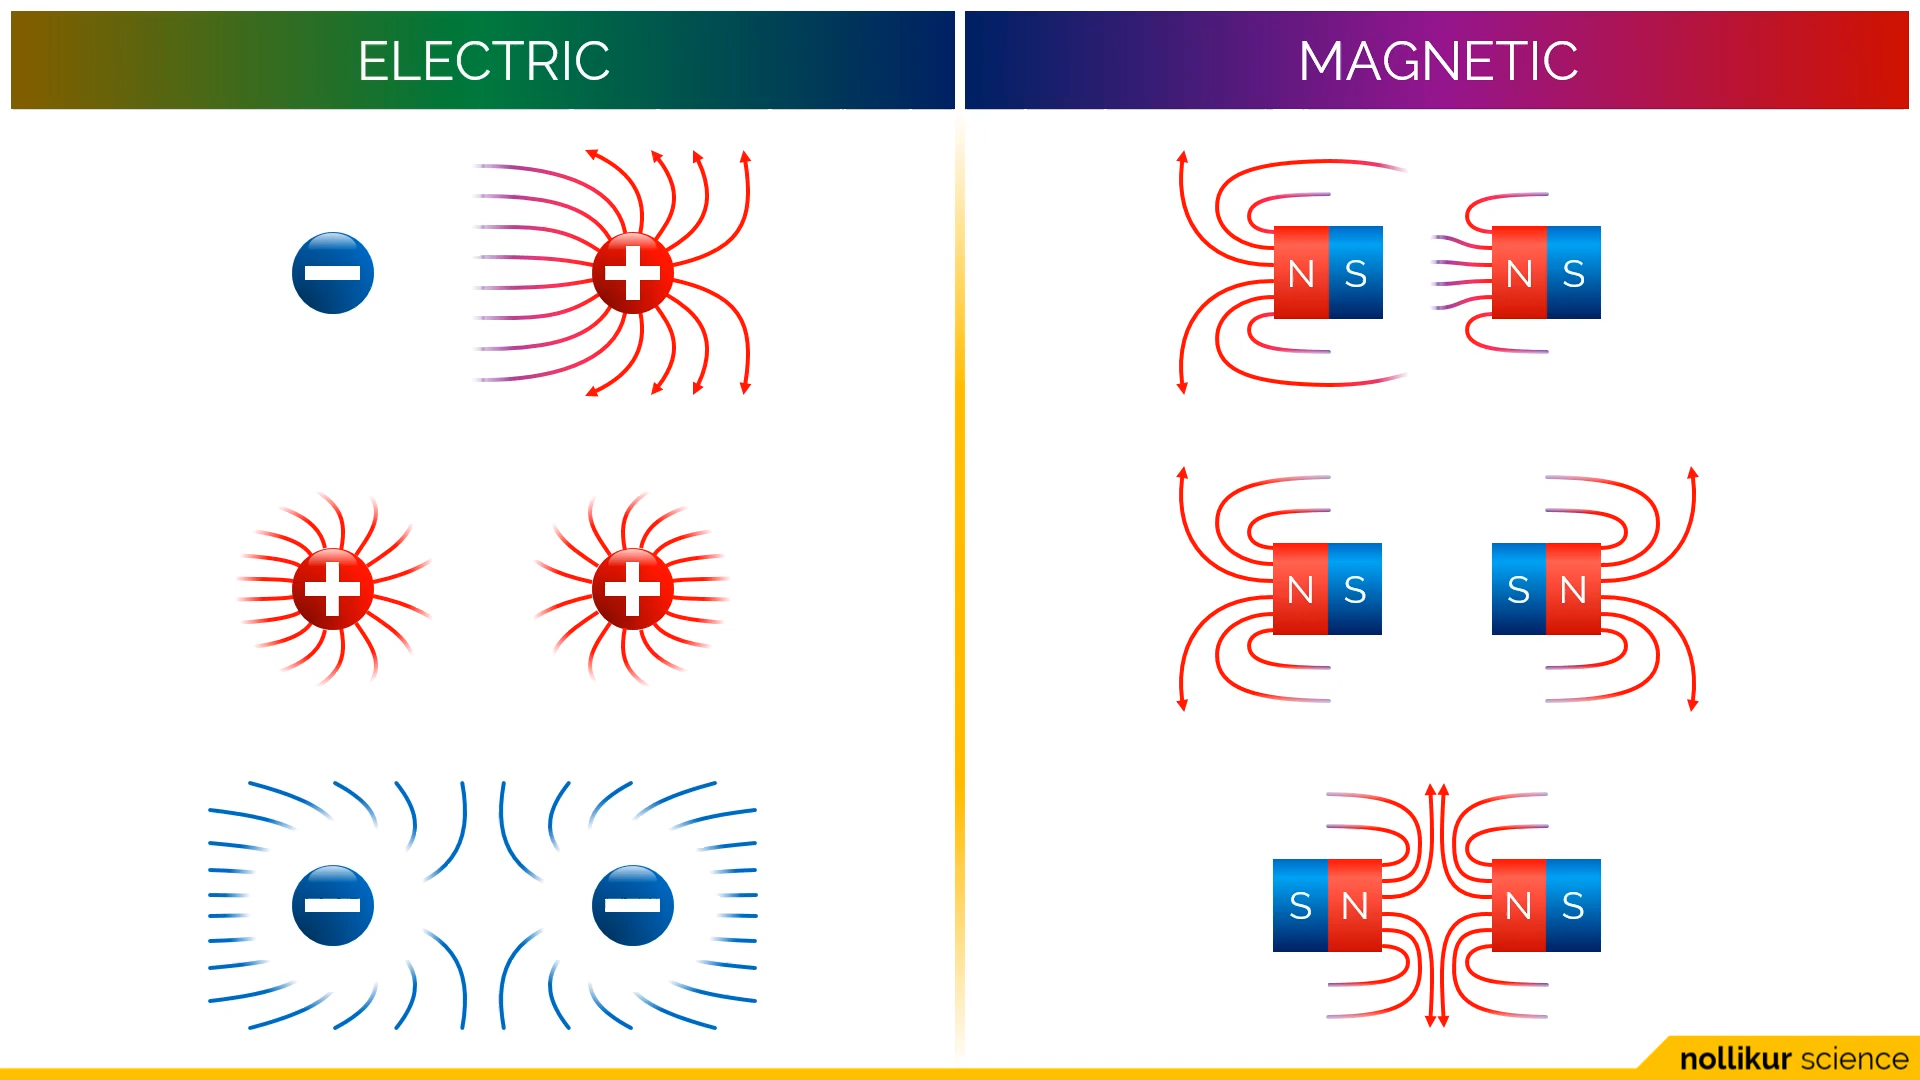 ELECTRIC
MAGNETIC
N S
N S
N S
S N
S N
N S
nollikur science